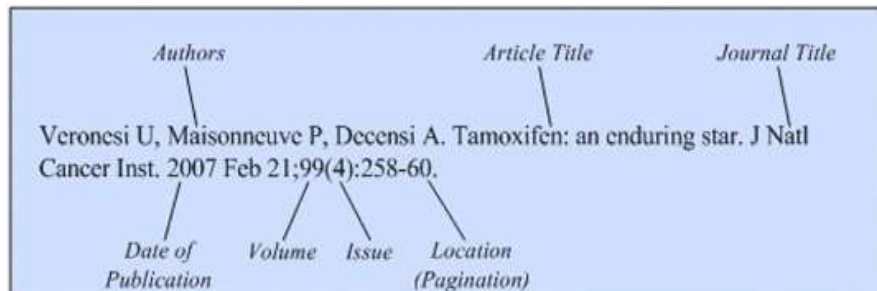 Authors Article Title Journal Title
Veronesi U, Maisonneuve P, Decensi A. Tamoxifen: an enduring star. J Natl
Cancer Inst. 2007 Feb 21;99(4):258-60.
Date of Volume Issue Location
Publication (Pagination)